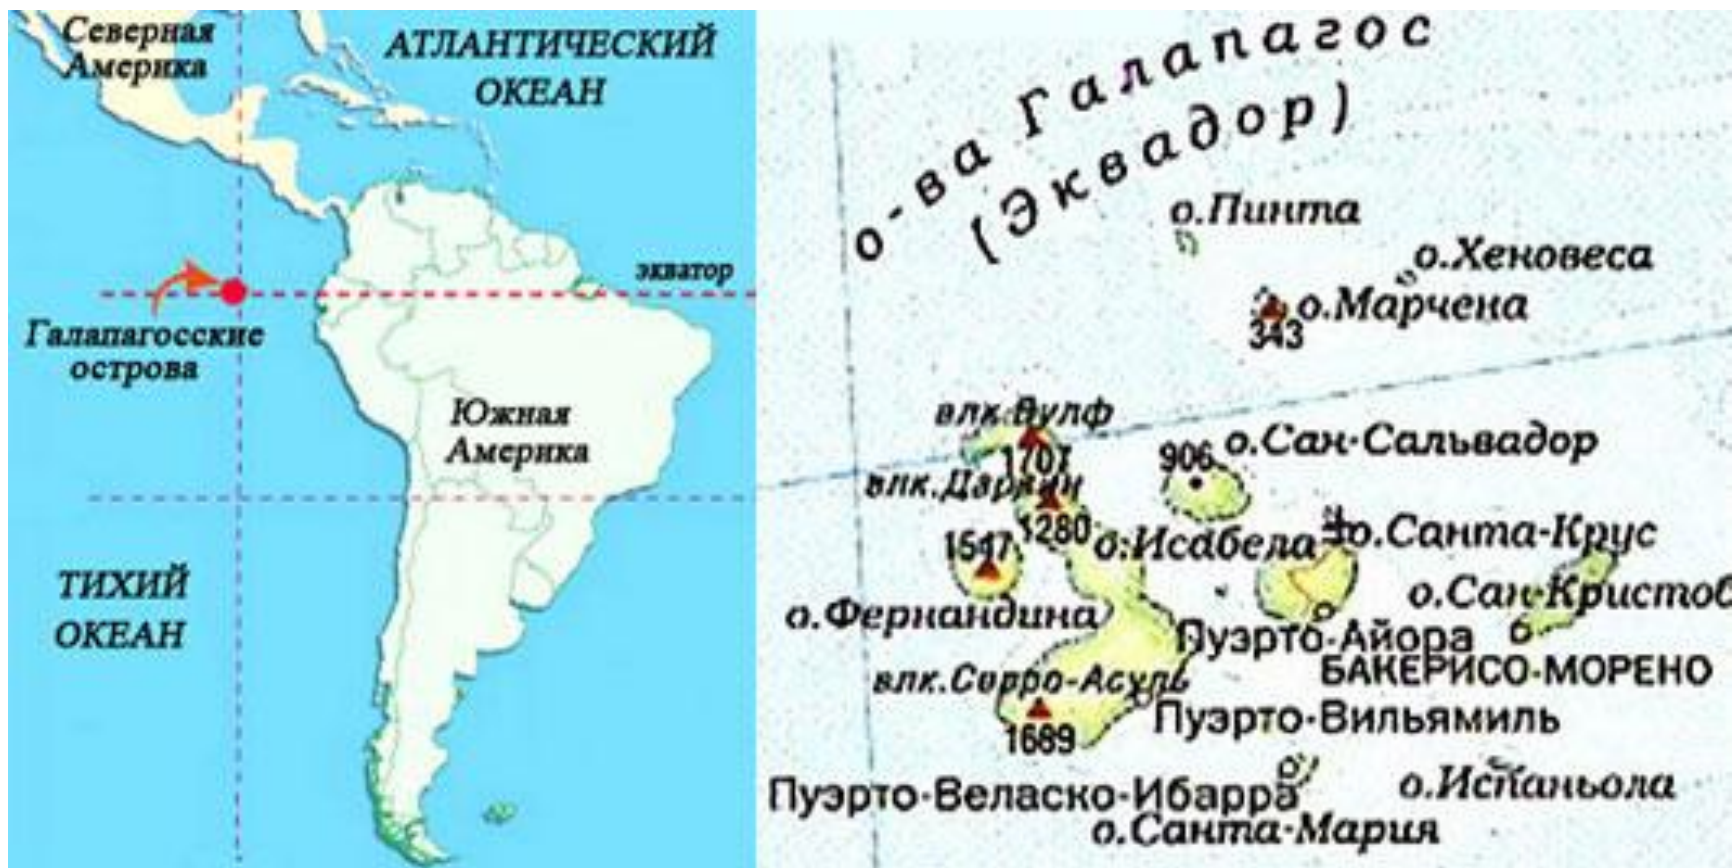 Северная
Америка
АТЛАНТИЧЕСКИЙ
ОКЕАН
экватор
Галапагосские
острова
Южная
Америка
ТИХИЙ
ОКЕАН
о-ва Галапагос
(Эквадор)
о.Пинта
о.Хеновеса
о.Марчена
343
влк.Вулф
1707
о.Сан-Сальвадор
906
влк.Дарвин
1280
о.Исабела
о.Санта-Крус
1547
о.Фернандина
о.Сан-Кристоб
Пуэрто-Айора
БАКЕРИСО-МОРЕНО
влк.Серро-Асуль
1689
Пуэрто-Вильямиль
Пуэрто-Веласко-Ибарра
о.Испаньола
о.Санта-Мария